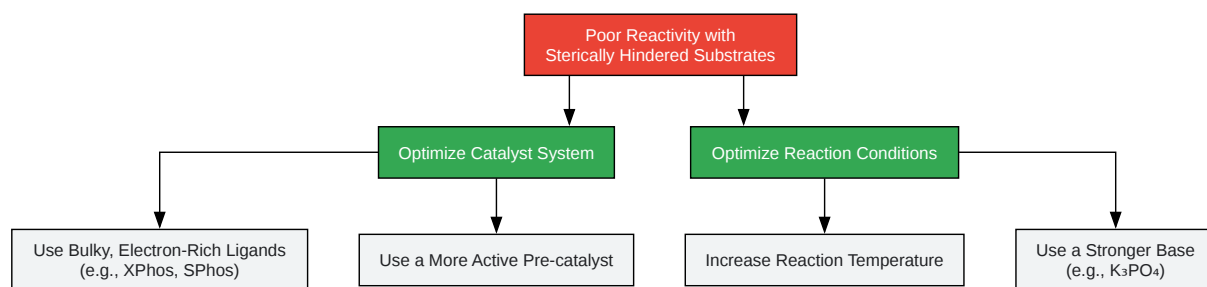 Poor Reactivity with
Sterically Hindered Substrates
Optimize Catalyst System
Optimize Reaction Conditions
Use Bulky, Electron-Rich Ligands
(e.g., XPhos, SPhos)
Use a More Active Pre-catalyst
Increase Reaction Temperature
Use a Stronger Base
(e.g., K₃PO₄)